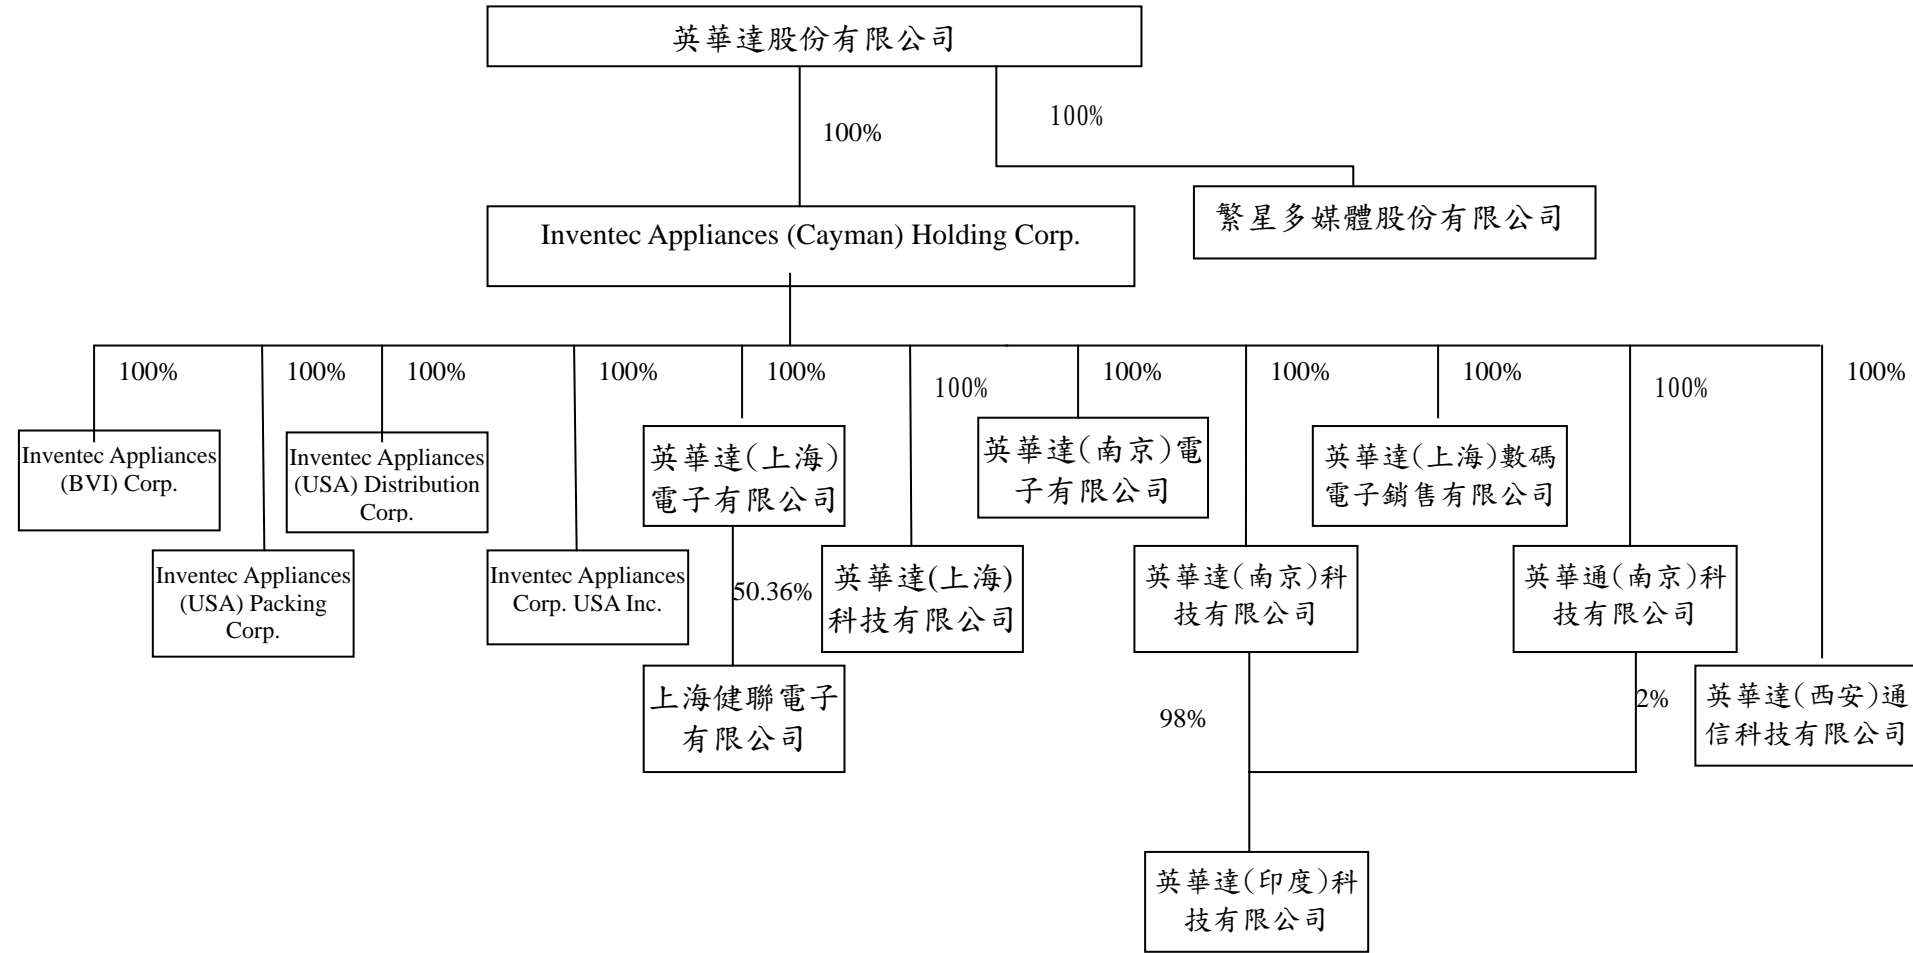 英華達股份有限公司
100%
100%
繁星多媒體股份有限公司
Inventec Appliances (Cayman) Holding Corp.
100%
100%
100%
100%
100%
100%
100%
100%
100%
100%
100%
Inventec Appliances
(BVI) Corp.
Inventec Appliances
(USA) Distribution
Corp.
英華達(上海)
電子有限公司
英華達(南京)電
子有限公司
英華達(上海)數碼
電子銷售有限公司
Inventec Appliances
(USA) Packing
Corp.
Inventec Appliances
Corp. USA Inc.
50.36%
英華達(上海)
科技有限公司
英華達(南京)科
技有限公司
英華通(南京)科
技有限公司
上海健聯電子
有限公司
98%
2%
英華達(西安)通
信科技有限公司
英華達(印度)科
技有限公司